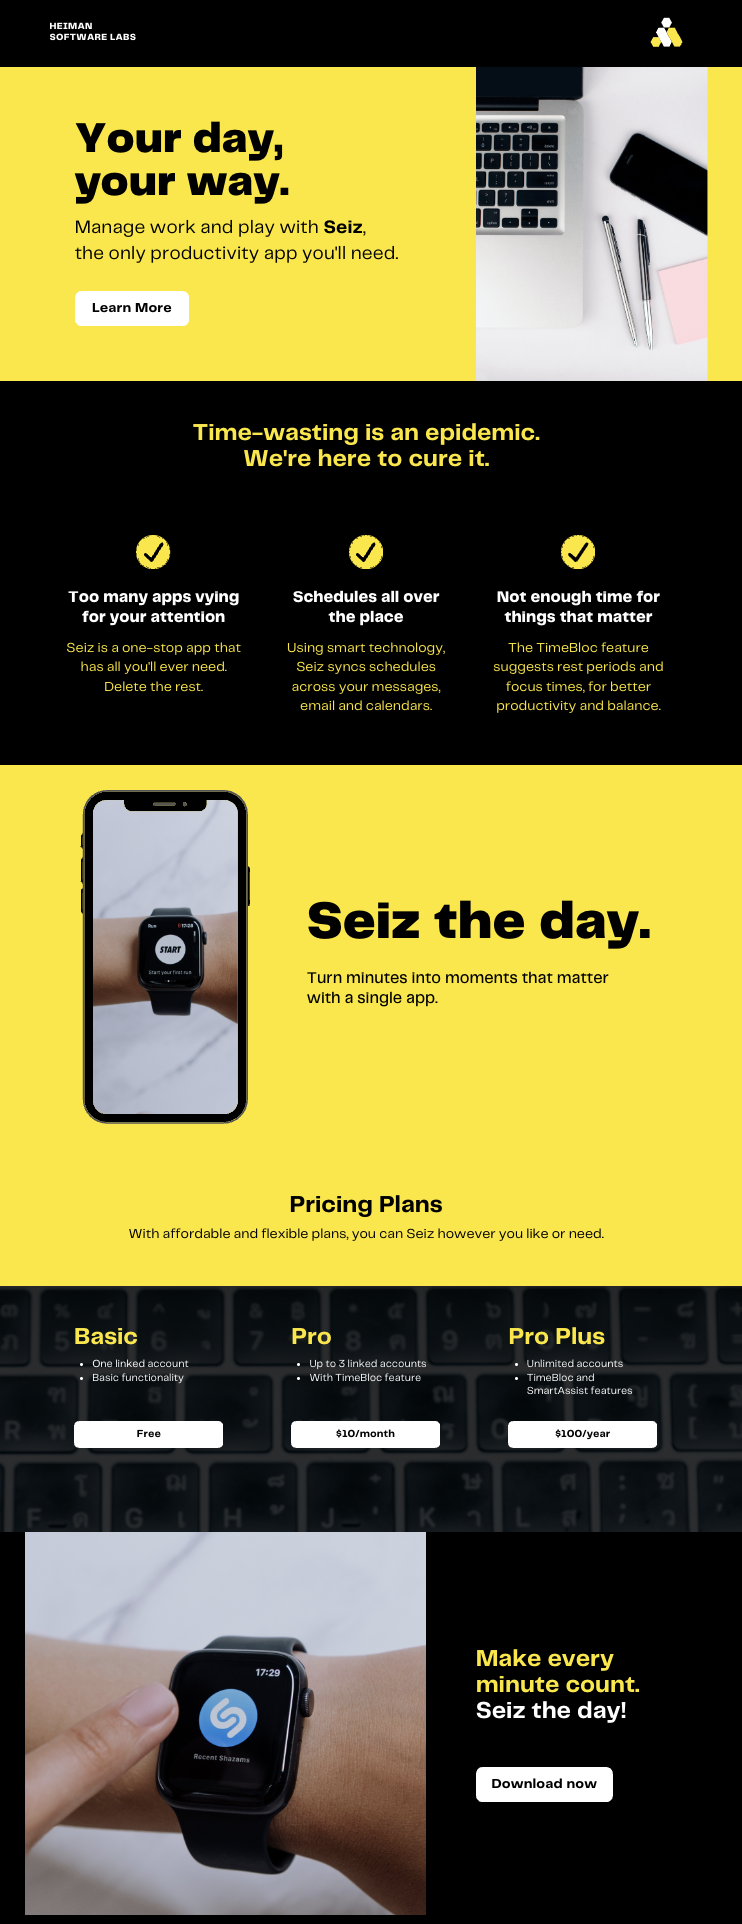 HEIMAN
SOFTWARE LABS
Your day,
your way.
Manage work and play with Seiz,
the only productivity app you'll need.
Learn More
Time-wasting is an epidemic.
We're here to cure it.
Too many apps vying
for your attention
Seiz is a one-stop app that
has all you'll ever need.
Delete the rest.
Schedules all over
the place
Using smart technology,
Seiz syncs schedules
across your messages,
email and calendars.
Not enough time for
things that matter
The TimeBloc feature
suggests rest periods and
focus times, for better
productivity and balance.
Run 17:29
START
Start your first run
Seiz the day.
Turn minutes into moments that matter
with a single app.
Pricing Plans
With affordable and flexible plans, you can Seiz however you like or need.
Basic
• One linked account
• Basic functionality
Free
Pro
• Up to 3 linked accounts
• With TimeBloc feature
$10/month
Pro Plus
• Unlimited accounts
• TimeBloc and
SmartAssist features
$100/year
17:29
Recent Shazams
Make every
minute count.
Seiz the day!
Download now